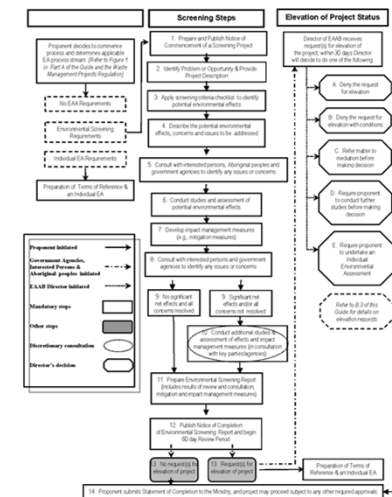 Screening Steps
Elevation of Project Status
Proponent decides to commence
process and determines applicable
EA process stream (Refer to Figure 1
in Part A of the Guide and the Waste
Management Projects Regulation)
No EAA Requirements
Environmental Screening
Requirements
Individual EA Requirements
Preparation of Terms of Reference &
an Individual EA
1. Prepare and Publish Notice of
Commencement of a Screening Project
2. Identify Problem or Opportunity & Provide
Project Description
3. Apply screening criteria checklist to identify
potential environmental effects
4. Describe the potential environmental
effects, concerns and issues to be addressed
5. Consult with interested persons, Aboriginal peoples and
government agencies to identify any issues or concerns
6. Conduct studies and assessment of
potential environmental effects
7. Develop impact management measures
(e.g., mitigation measures)
8. Consult with interested persons and government
agencies to identify any issues or concerns
9. No significant
net effects and all
concerns resolved
9. Significant net
effects and/or all
concerns not
resolved
10. Conduct additional studies &
assessment of effects and impact
management measures (in consultation
with key parties/agencies)
11. Prepare Environmental Screening Report
(includes results of review and consultation,
mitigation and impact management measures)
12. Publish Notice of Completion
of Environmental Screening Report and begin
60 day Review Period
13. No request(s) for
elevation of project
13. Request(s) for
elevation of project
14. Proponent submits Statement of Completion to the Ministry, and project may proceed subject to any other required approvals
Director of EAAB receives
request(s) for elevation of the
project, within 30 days Director
will decide to do one of the following
A. Deny the request
for elevation
B. Deny the request for
elevation with conditions
C. Refer matter to
mediation before
making decision
D. Require proponent
to conduct further
studies before making
decision
E. Require proponent
to undertake an
Individual
Environmental
Assessment
Refer to B.3 of this
Guide for details on
elevation requests
Preparation of Terms of Reference
& an Individual EA
Proponent initiated
Government Agencies,
Interested Persons &
Aboriginal peoples initiated
EAAB Director initiated
Mandatory steps
Other steps
Discretionary consultation
Director's decision